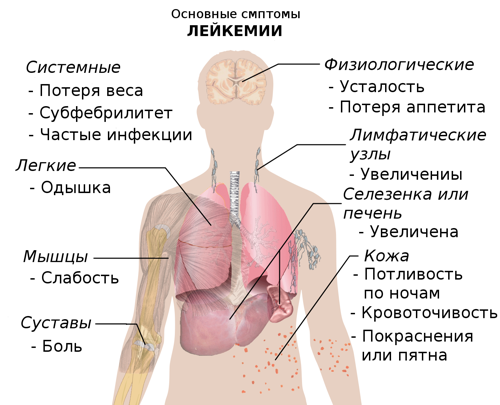 Основные смптомы
ЛЕЙКЕМИИ
Системные
- Потеря веса
- Субфебрилитет
- Частые инфекции
Легкие
- Одышка
Мышцы
- Слабость
Суставы
- Боль
Физиологические
- Усталость
- Потеря аппетита
Лимфатические
узлы
- Увеличениы
Селезенка или
печень
- Увеличена
Кожа
- Потливость
по ночам
- Кровоточивость
- Покраснения
или пятна